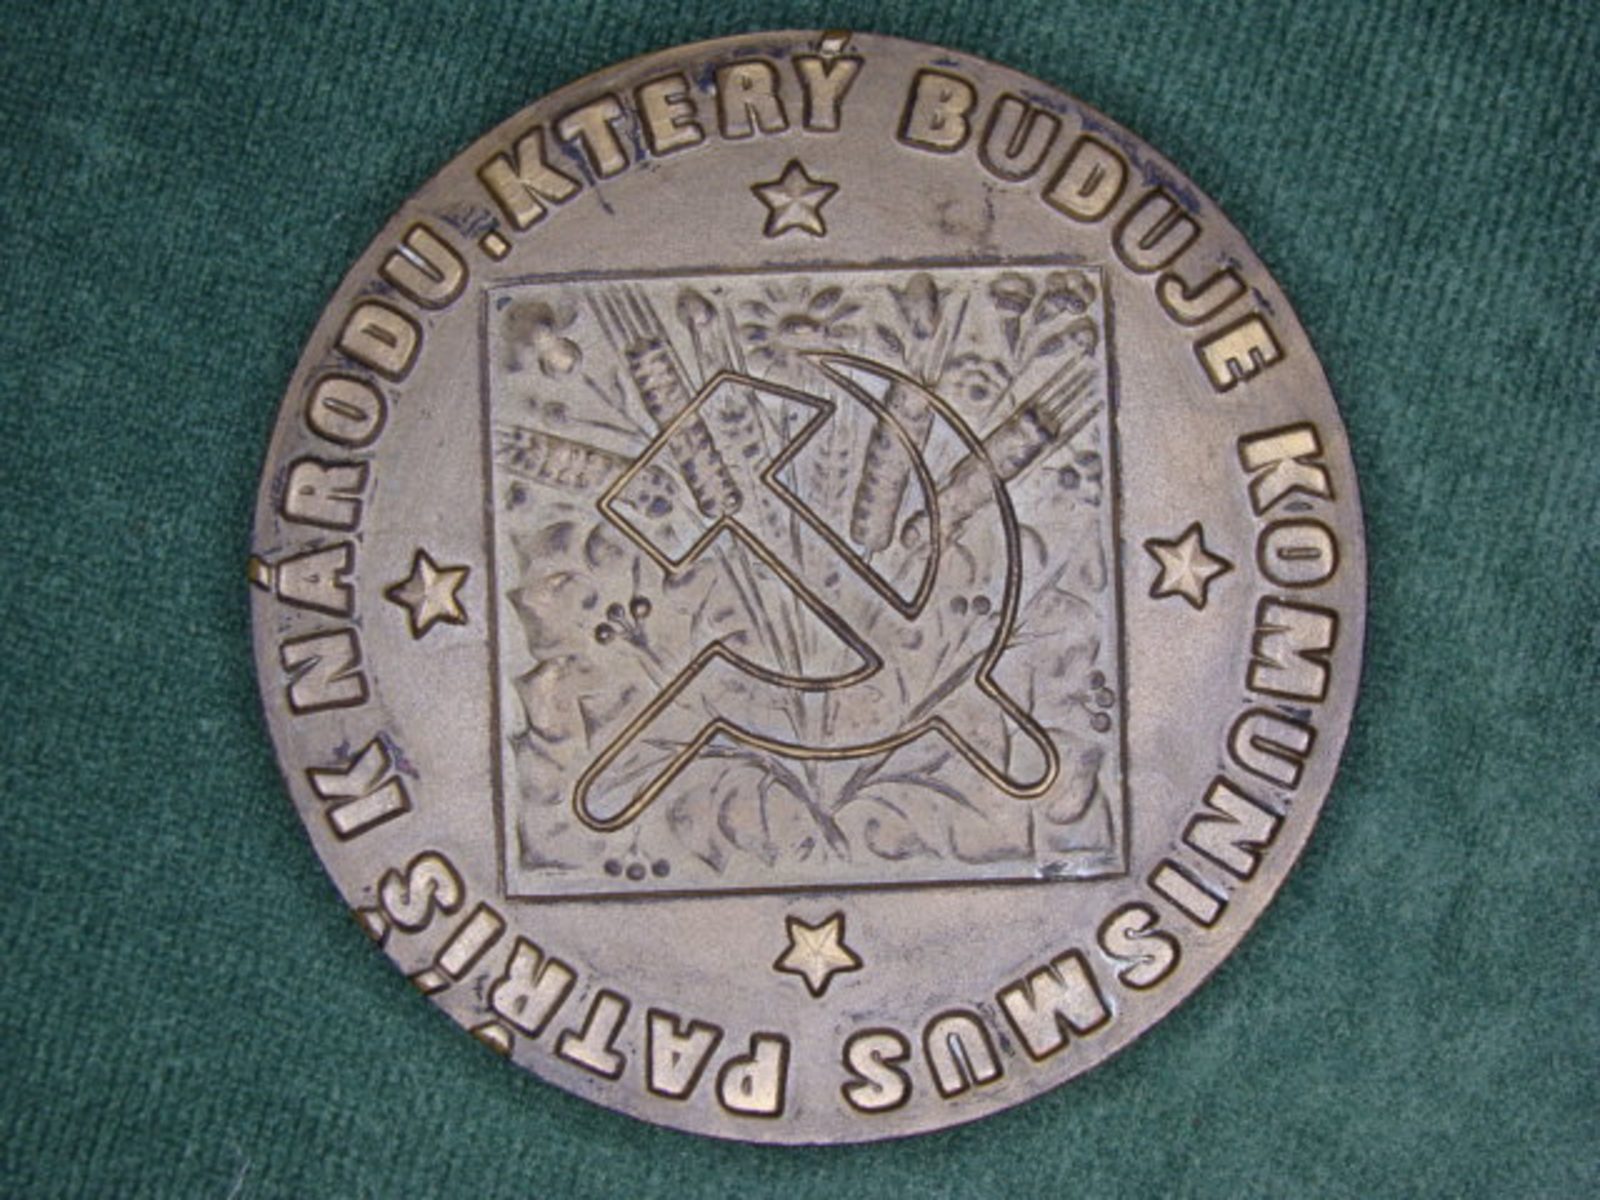 PATŘÍŠ K NÁRODU, KTERÝ BUDUJE KOMUNISMUS